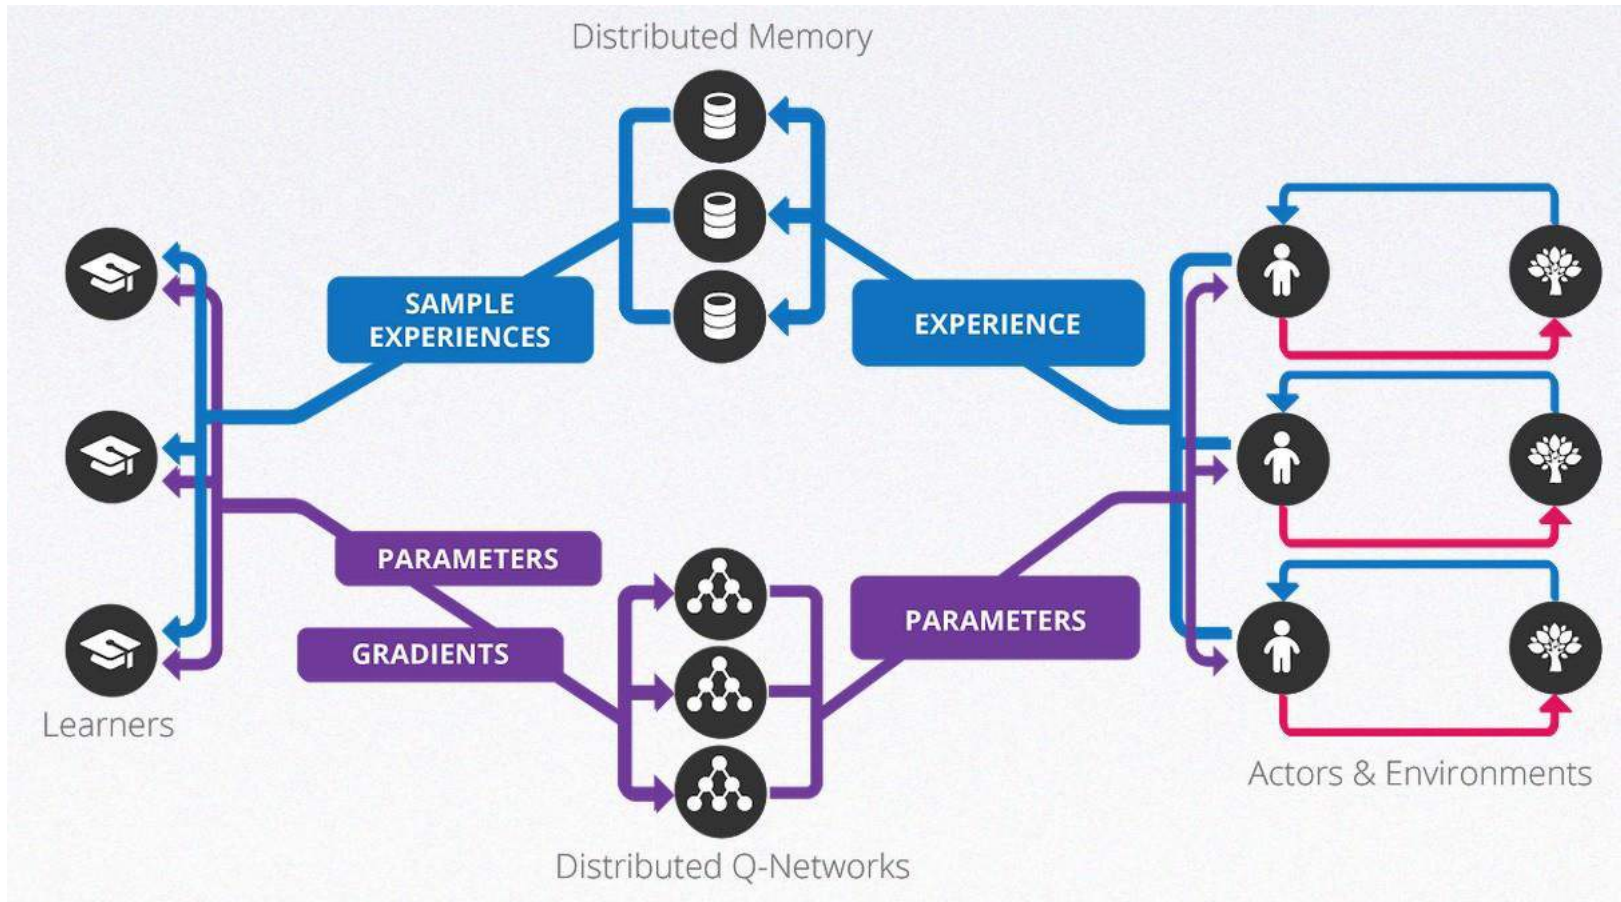 Distributed Memory
SAMPLE
EXPERIENCES
EXPERIENCE
PARAMETERS
GRADIENTS
PARAMETERS
Learners
Actors & Environments
Distributed Q-Networks